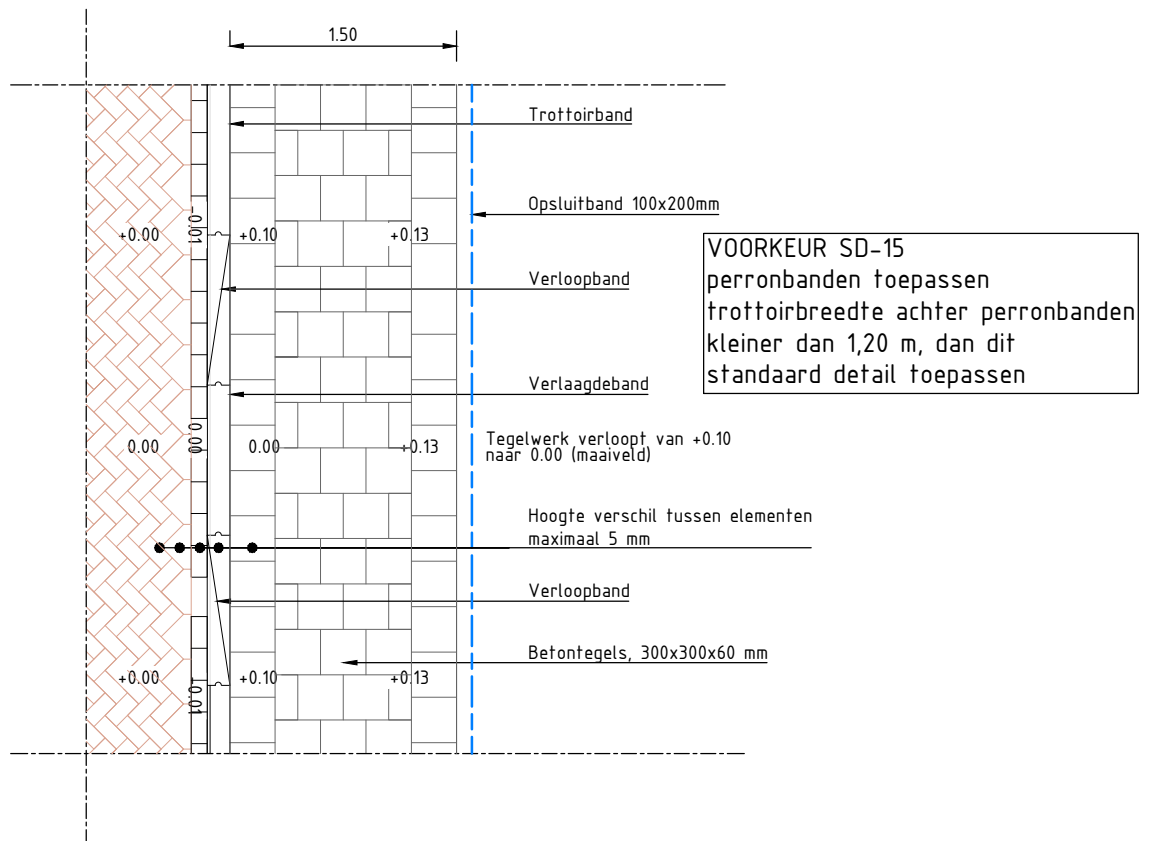 1.50
Trottoirband
Opsluitband 100x200mm
-0.01
+0.00
+0.10
+0.13
VOORKEUR SD-15
perronbanden toepassen
trottoirbreedte achter perronbanden
kleiner dan 1,20 m, dan dit
standaard detail toepassen
Verloopband
Verlaagdeband
0.00
0.00
0.00
+0.13
Tegelwerk verloopt van +0.10
naar 0.00 (maaiveld)
Hoogte verschil tussen elementen
maximaal 5 mm
Verloopband
Betontegels, 300x300x60 mm
+0.00
-0.01
+0.10
+0.13